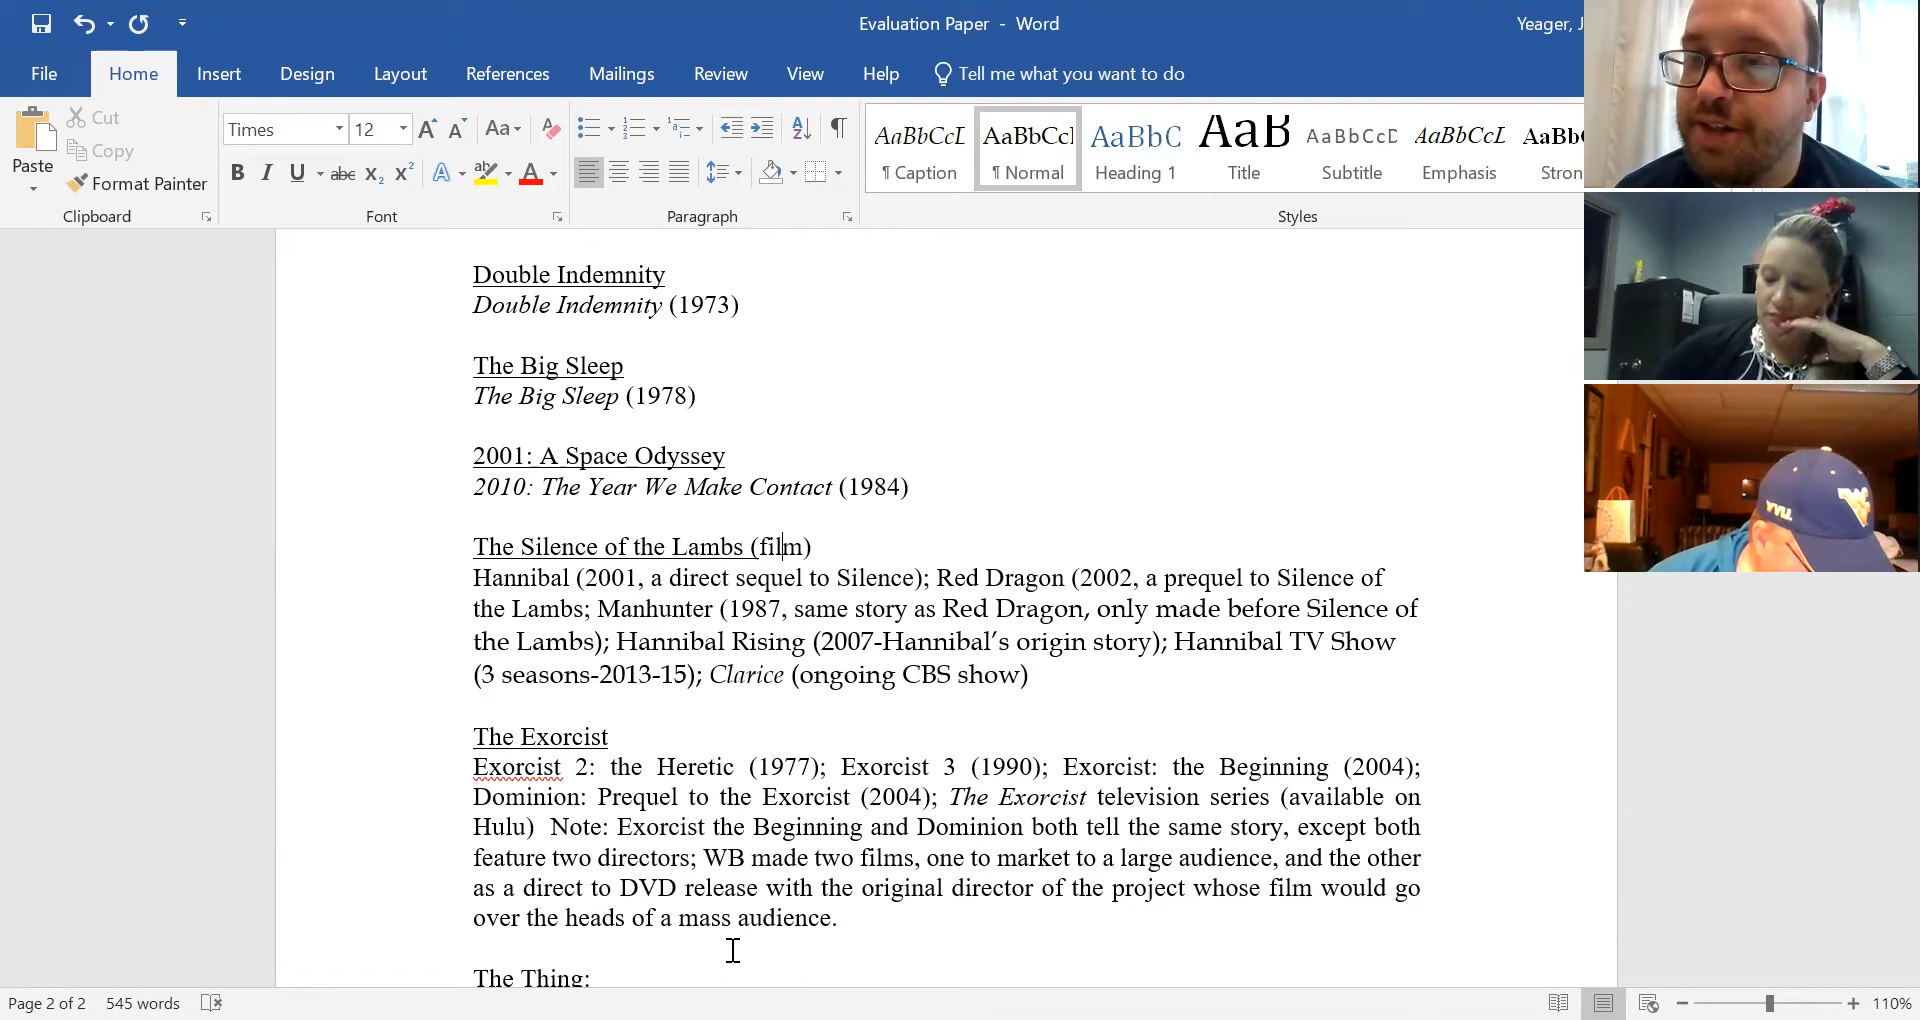 Evaluation Paper - Word
Yeager, J
File Home Insert Design Layout References Mailings Review View Help Tell me what you want to do
Paste
Cut
Copy
Format Painter
Clipboard
Times 12
Aa
B I U abc X₂ X² A ab A
Font
Paragraph
AaBbCcL AaBbCc AaBbC AaB AaBbCcD AaBbCcL AaBb
¶ Caption ¶ Normal Heading 1 Title Subtitle Emphasis Stron
Styles
Double Indemnity
Double Indemnity (1973)
The Big Sleep
The Big Sleep (1978)
2001: A Space Odyssey
2010: The Year We Make Contact (1984)
The Silence of the Lambs (film)
Hannibal (2001, a direct sequel to Silence); Red Dragon (2002, a prequel to Silence of
the Lambs; Manhunter (1987, same story as Red Dragon, only made before Silence of
the Lambs); Hannibal Rising (2007-Hannibal’s origin story); Hannibal TV Show
(3 seasons-2013-15); Clarice (ongoing CBS show)
The Exorcist
Exorcist 2: the Heretic (1977); Exorcist 3 (1990); Exorcist: the Beginning (2004);
Dominion: Prequel to the Exorcist (2004); The Exorcist television series (available on
Hulu)  Note: Exorcist the Beginning and Dominion both tell the same story, except both
feature two directors; WB made two films, one to market to a large audience, and the other
as a direct to DVD release with the original director of the project whose film would go
over the heads of a mass audience.
The Thing:
WVU
Page 2 of 2 545 words
110%